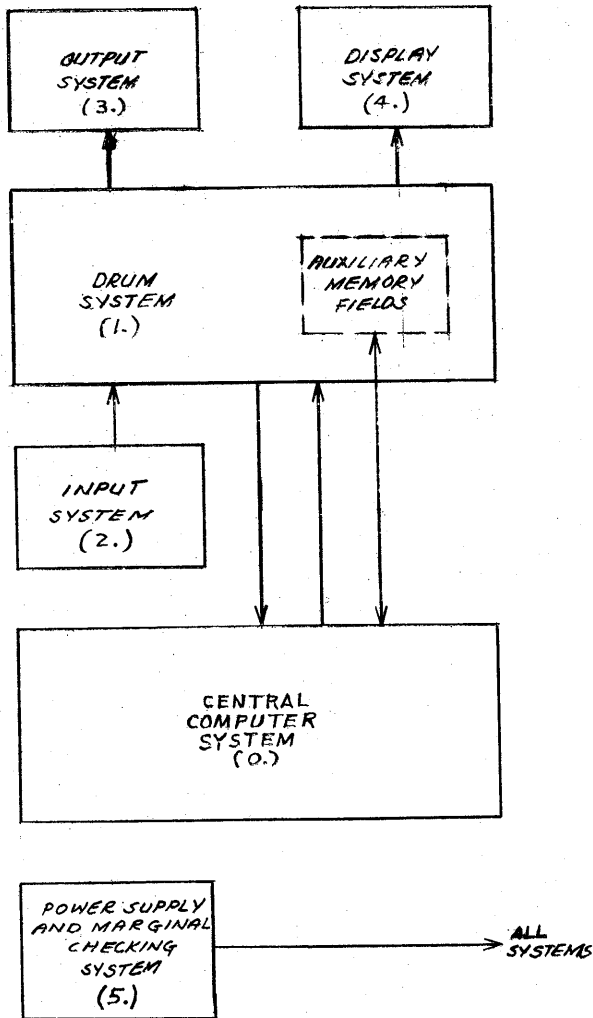 OUTPUT
SYSTEM
(3.)
DISPLAY
SYSTEM
(4.)
DRUM
SYSTEM
(1.)
AUXILIARY
MEMORY
FIELDS
INPUT
SYSTEM
(2.)
CENTRAL
COMPUTER
SYSTEM
(0.)
POWER SUPPLY
AND MARGINAL
CHECKING
SYSTEM
(5.)
ALL
SYSTEMS